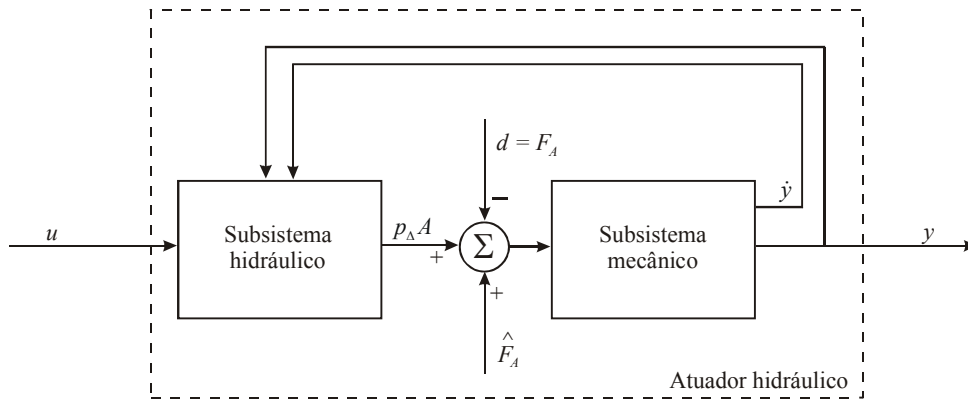 d = F_A
ẏ
u
Subsistema
hidráulico
p_Δ A
+
−
Σ
+
Subsistema
mecânico
y
F̂_A
Atuador hidráulico